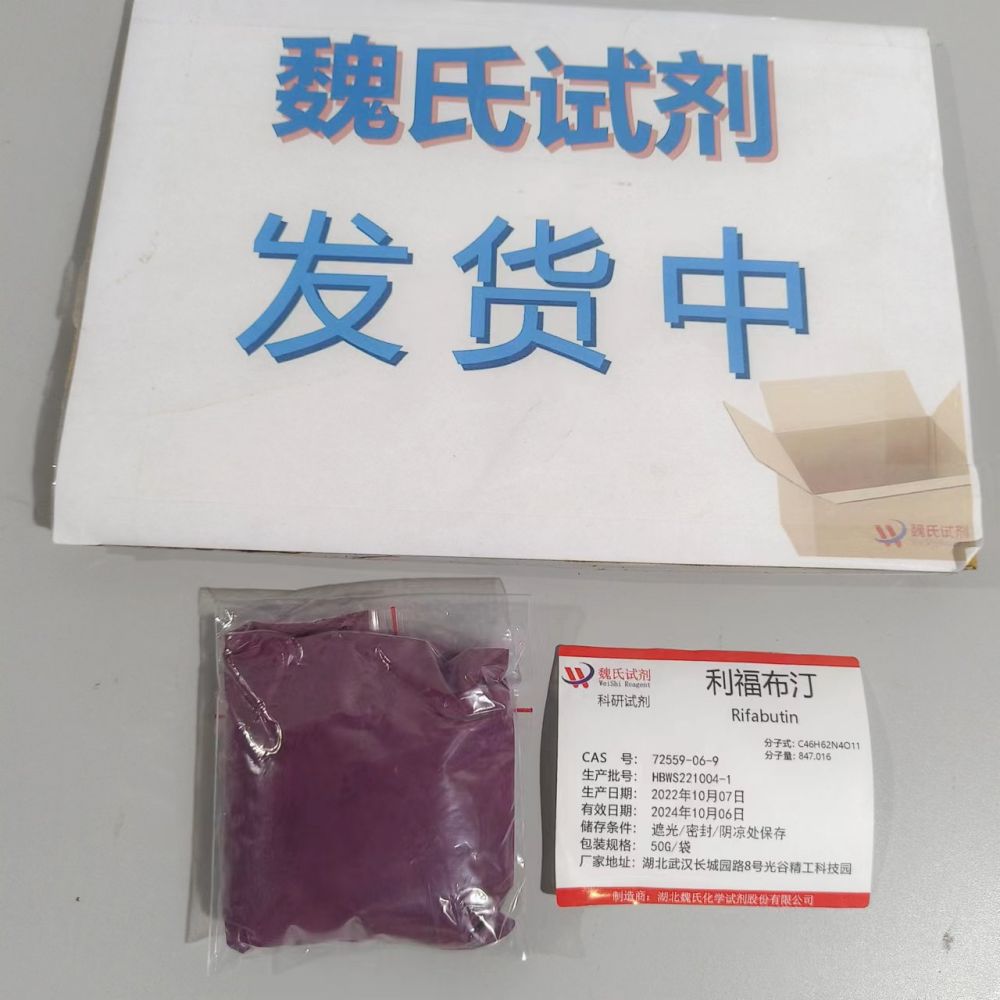 魏氏试剂
发货中
魏氏试剂
魏氏试剂
WeiShi Reagent
科研试剂
利福布汀
Rifabutin
分子式: C46H62N4O11
分子量: 847.016
CAS 号: 72559-06-9
生产批号: HBWS221004-1
生产日期: 2022年10月07日
有效日期: 2024年10月06日
储存条件: 遮光/密封/阴凉处保存
包装规格: 50G/袋
厂家地址: 湖北武汉长城园路8号光谷精工科技园
制造商: 湖北魏氏化学试剂股份有限公司